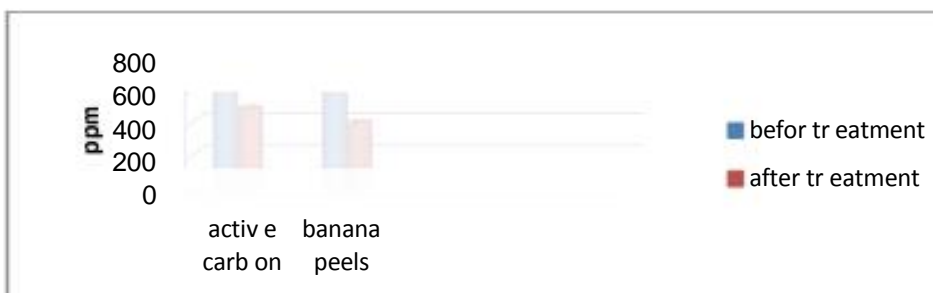 800
600
400
200
0
ppm
activ e
carb on
banana
peels
befor tr eatment
after tr eatment